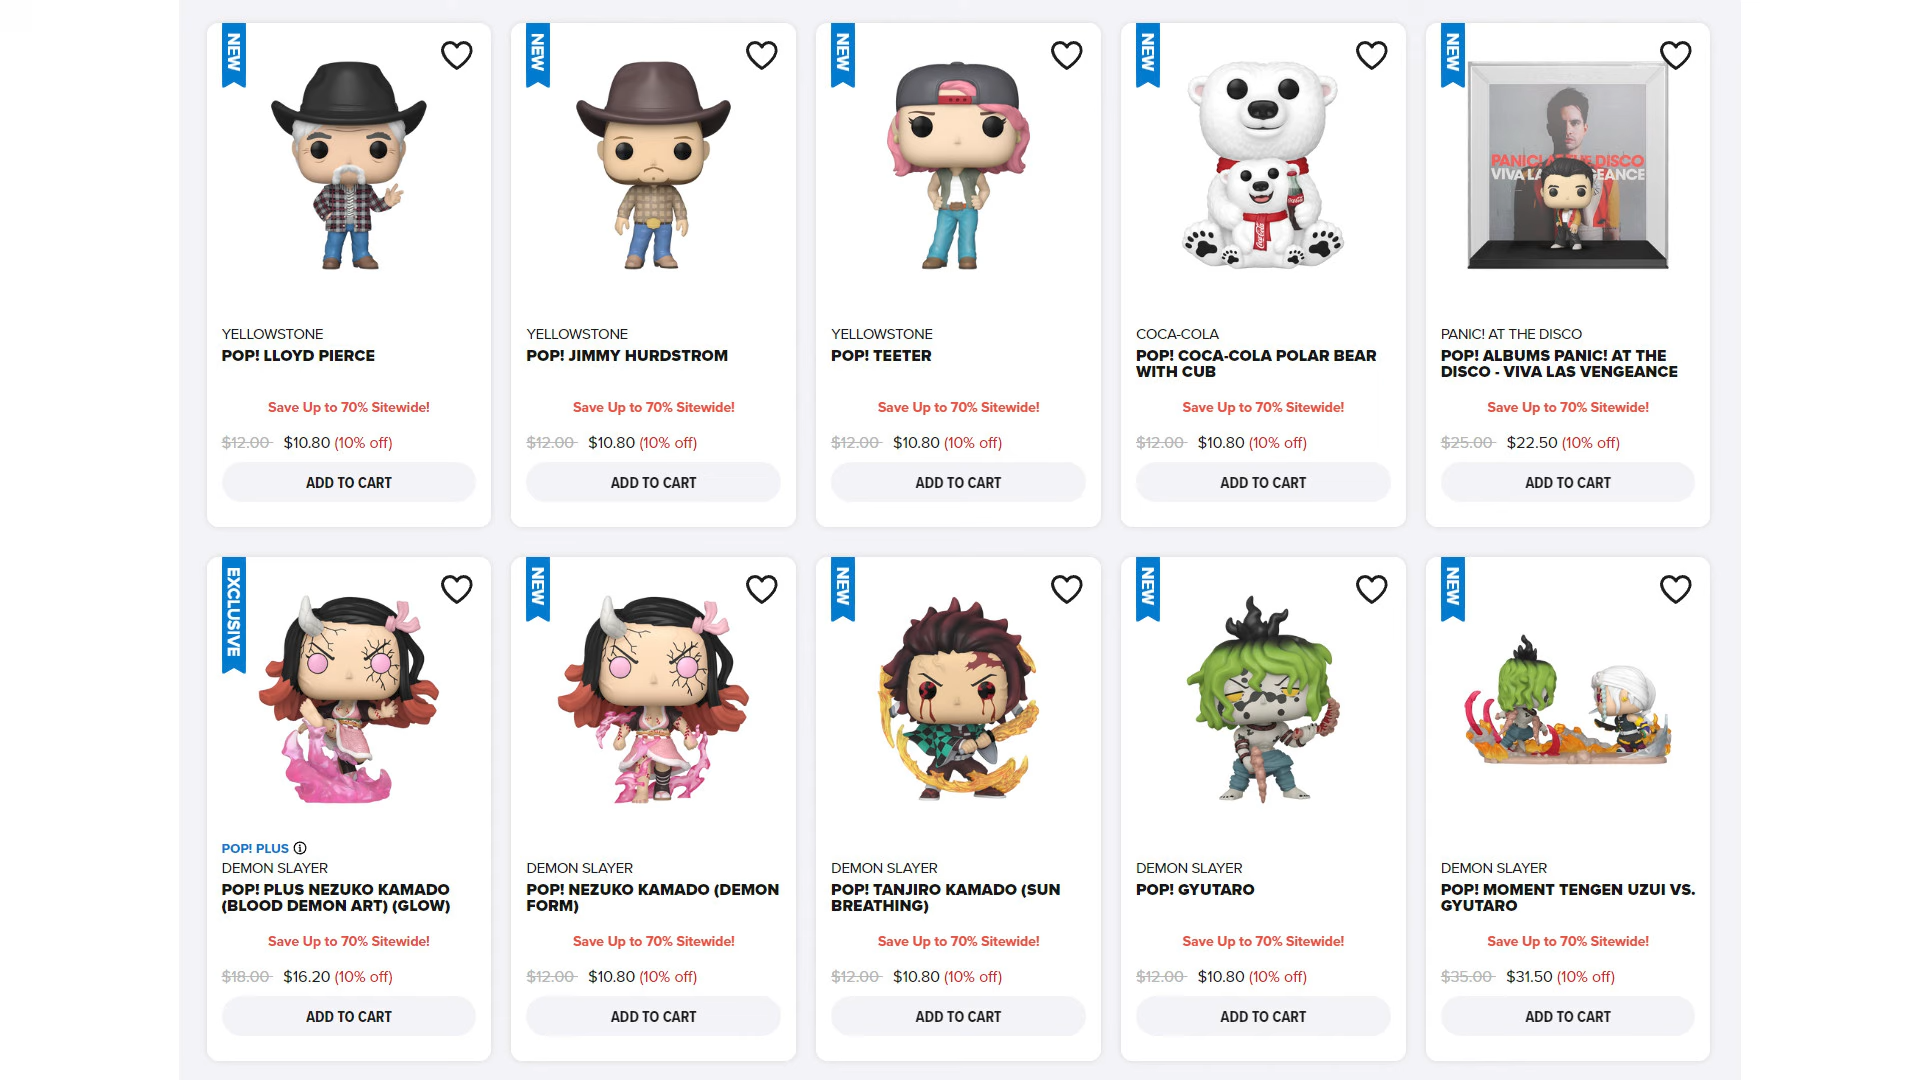 NEW
YELLOWSTONE
POP! LLOYD PIERCE
Save Up to 70% Sitewide!
$12.00 $10.80 (10% off)
ADD TO CART
NEW
YELLOWSTONE
POP! JIMMY HURDSTROM
Save Up to 70% Sitewide!
$12.00 $10.80 (10% off)
ADD TO CART
NEW
YELLOWSTONE
POP! TEETER
Save Up to 70% Sitewide!
$12.00 $10.80 (10% off)
ADD TO CART
NEW
Coca-Cola
COCA-COLA
POP! COCA-COLA POLAR BEAR
WITH CUB
Save Up to 70% Sitewide!
$12.00 $10.80 (10% off)
ADD TO CART
NEW
PANIC! DISCO
VIVA LA GEANCE
PANIC! AT THE DISCO
POP! ALBUMS PANIC! AT THE
DISCO - VIVA LAS VENGEANCE
Save Up to 70% Sitewide!
$25.00 $22.50 (10% off)
ADD TO CART
EXCLUSIVE
POP! PLUS
DEMON SLAYER
POP! PLUS NEZUKO KAMADO
(BLOOD DEMON ART) (GLOW)
Save Up to 70% Sitewide!
$18.00 $16.20 (10% off)
ADD TO CART
NEW
DEMON SLAYER
POP! NEZUKO KAMADO (DEMON
FORM)
Save Up to 70% Sitewide!
$12.00 $10.80 (10% off)
ADD TO CART
NEW
DEMON SLAYER
POP! TANJIRO KAMADO (SUN
BREATHING)
Save Up to 70% Sitewide!
$12.00 $10.80 (10% off)
ADD TO CART
NEW
DEMON SLAYER
POP! GYUTARO
Save Up to 70% Sitewide!
$12.00 $10.80 (10% off)
ADD TO CART
NEW
DEMON SLAYER
POP! MOMENT TENGEN UZUI VS.
GYUTARO
Save Up to 70% Sitewide!
$35.00 $31.50 (10% off)
ADD TO CART